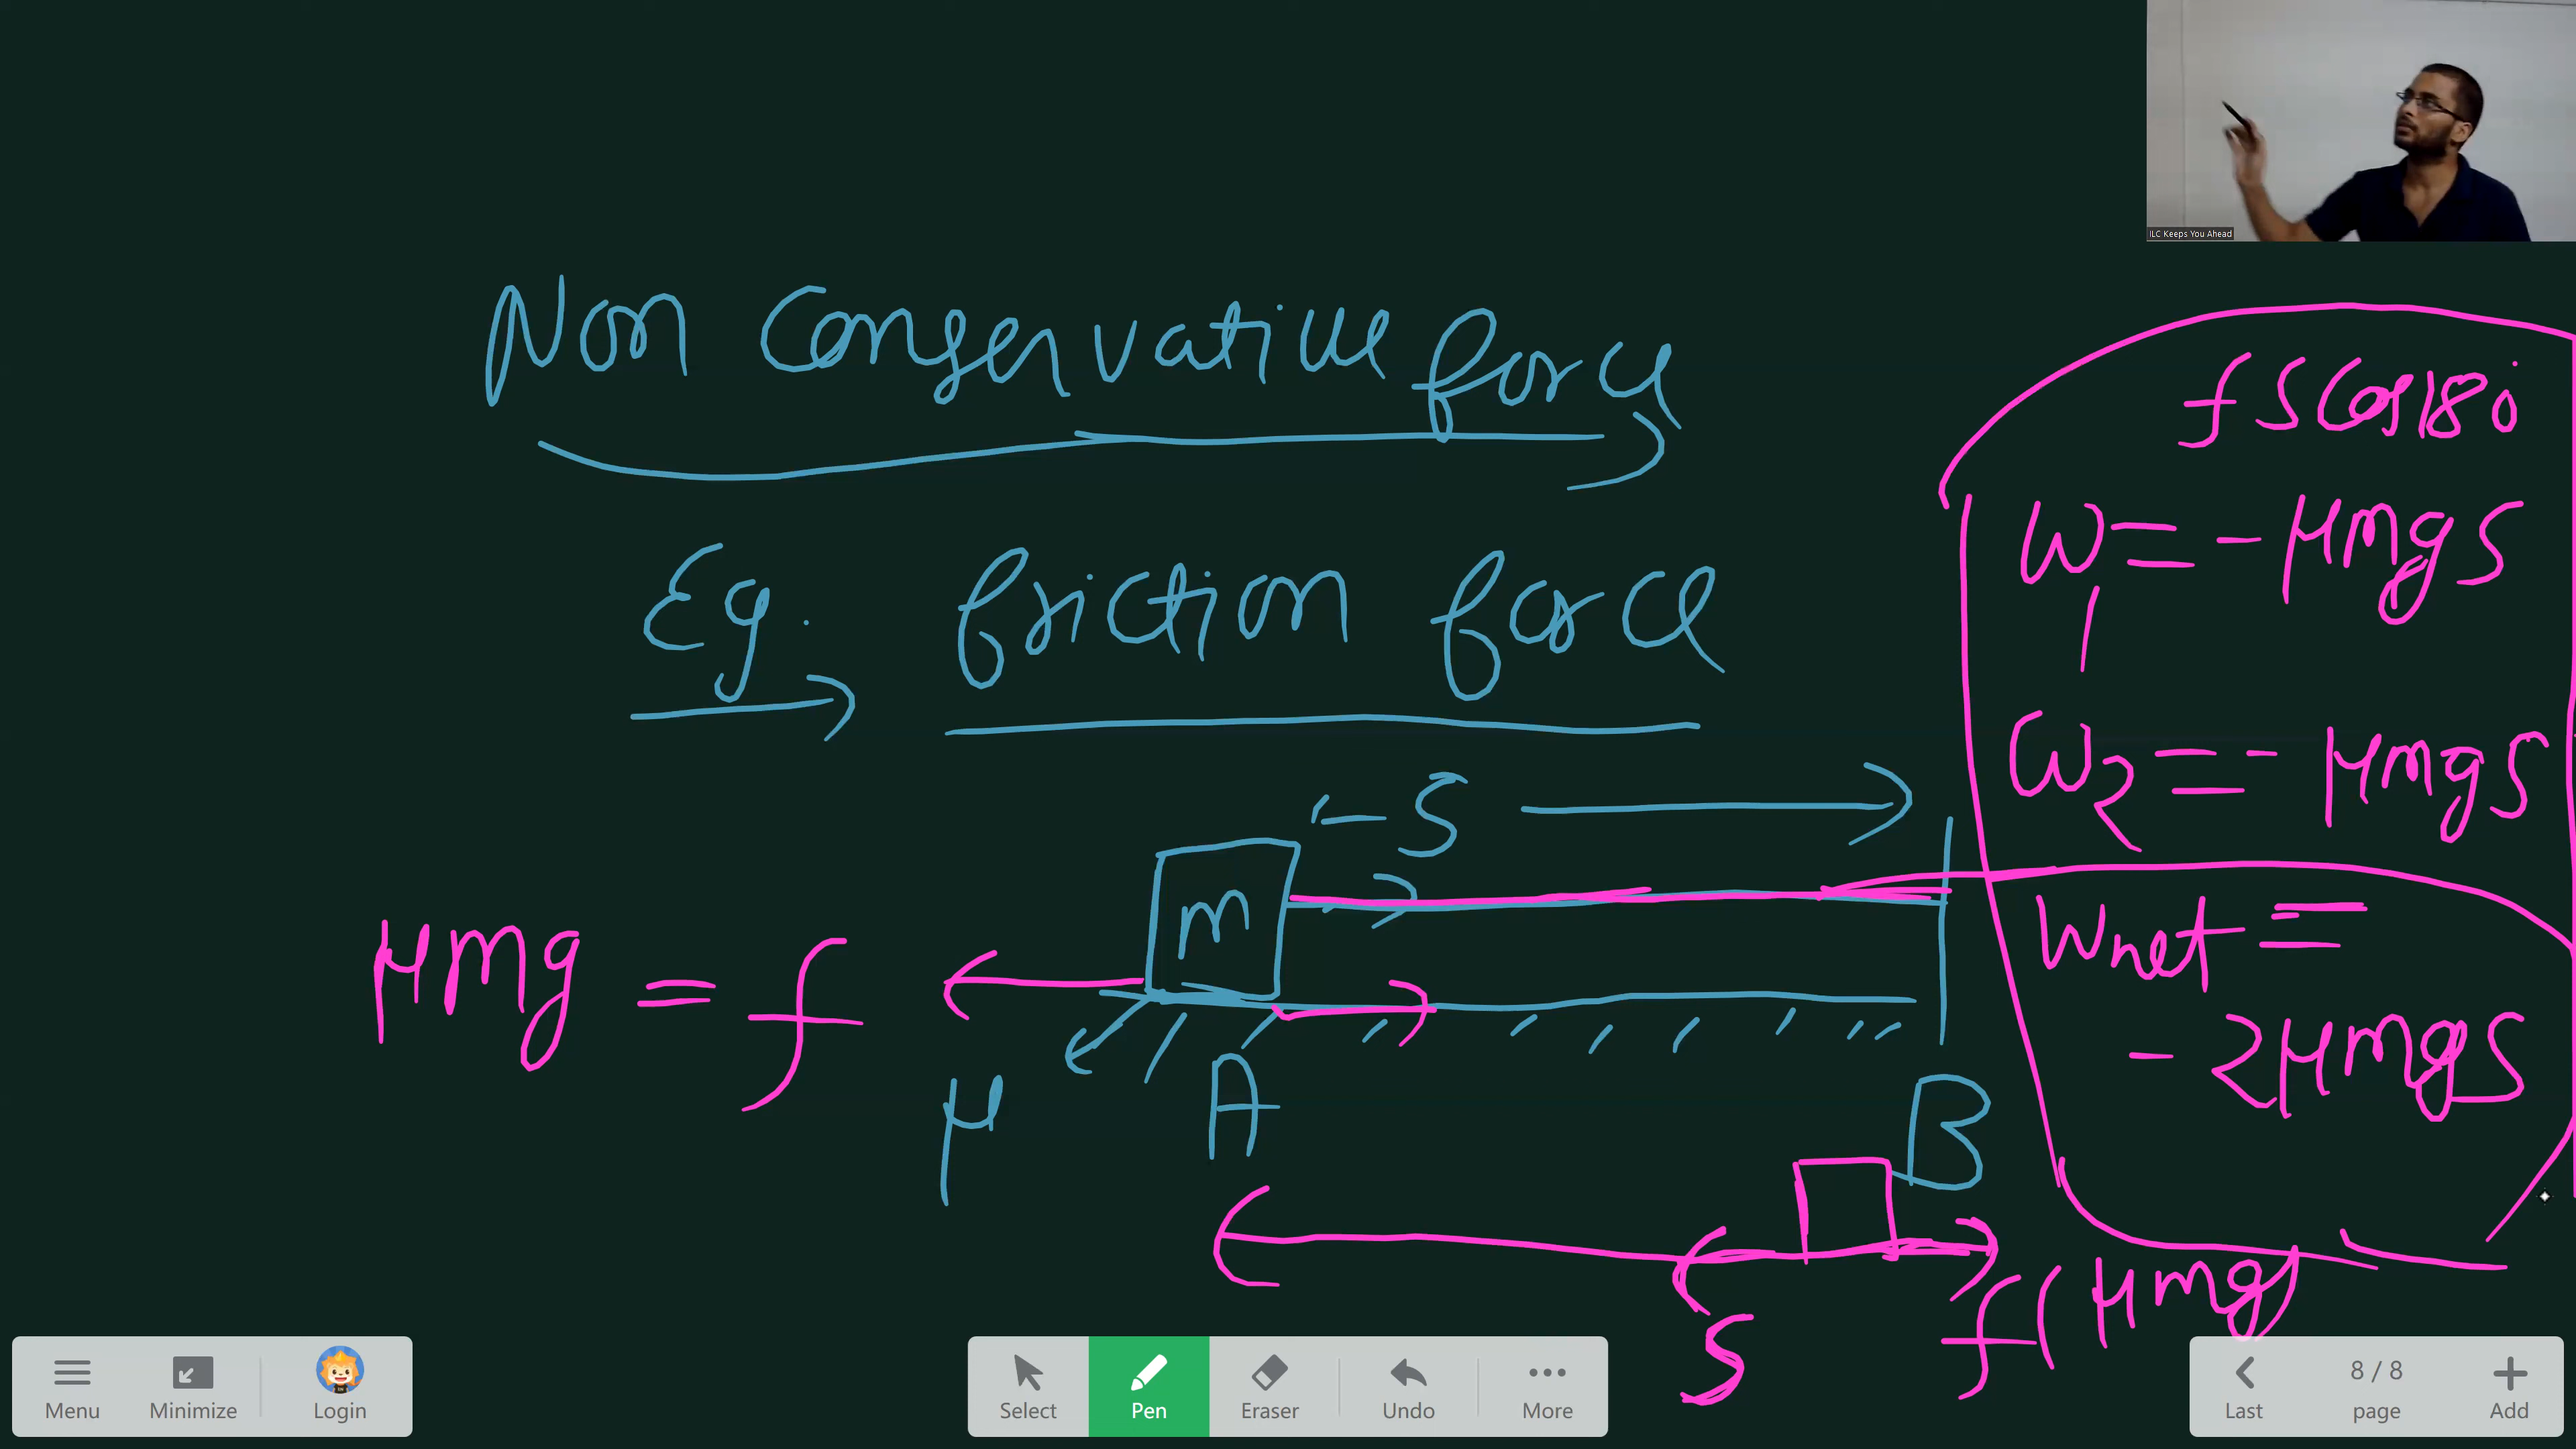 ILC Keeps You Ahead
Non Conservative force
Eg. friction force
f S Cos180
W1 = - μmgS
W2 = - μmgS
Wnet =
- 2μmgS
S
m
μmg = f
μ
A
B
S
f(μmg)
Menu
Minimize
Login
Select
Pen
Eraser
Undo
More
Last
8 / 8
page
Add